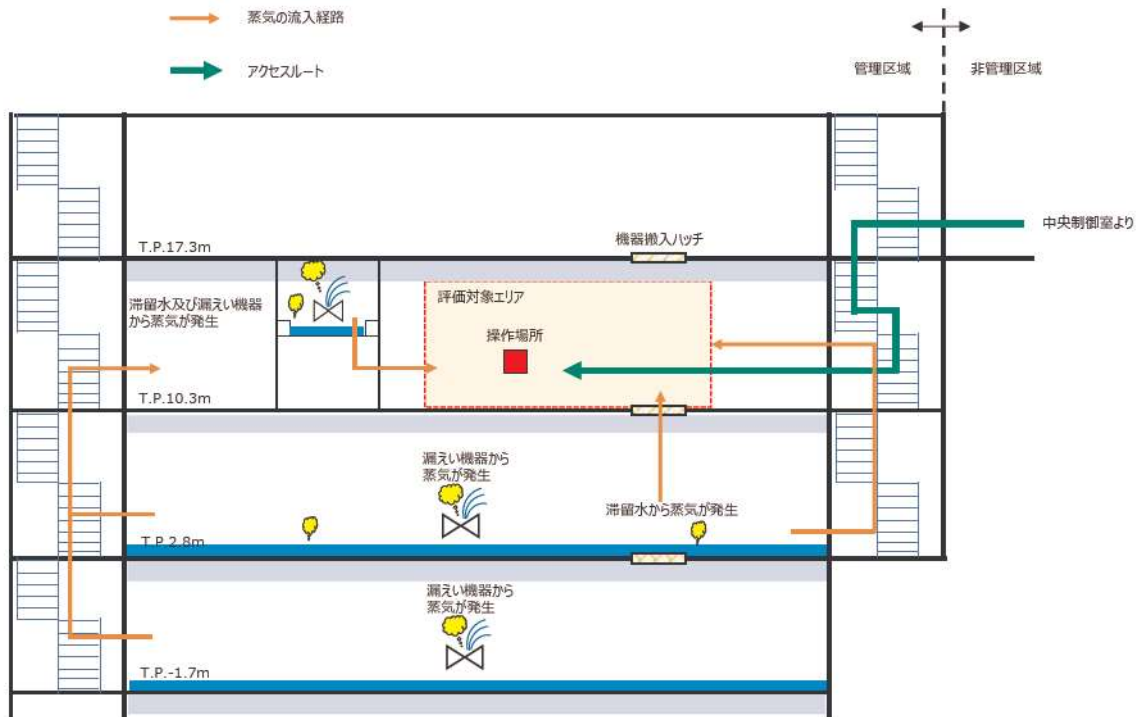 蒸気の流入経路
アクセスルート
管理区域
非管理区域
中央制御室より
T.P.17.3m
機器搬入ハッチ
滞留水及び漏えい機器
から蒸気が発生
評価対象エリア
操作場所
T.P.10.3m
漏えい機器から
蒸気が発生
滞留水から蒸気が発生
T.P.2.8m
漏えい機器から
蒸気が発生
T.P.-1.7m